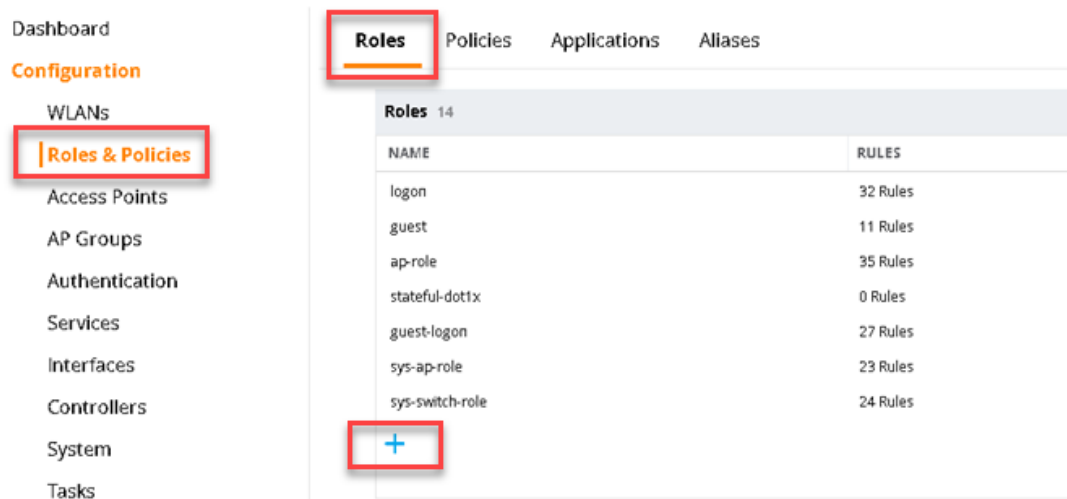 Dashboard
Configuration
WLANs
Roles & Policies
Access Points
AP Groups
Authentication
Services
Interfaces
Controllers
System
Tasks
Roles Policies Applications Aliases
Roles 14
NAME RULES
logon 32 Rules
guest 11 Rules
ap-role 35 Rules
stateful-dot1x 0 Rules
guest-logon 27 Rules
sys-ap-role 23 Rules
sys-switch-role 24 Rules
+